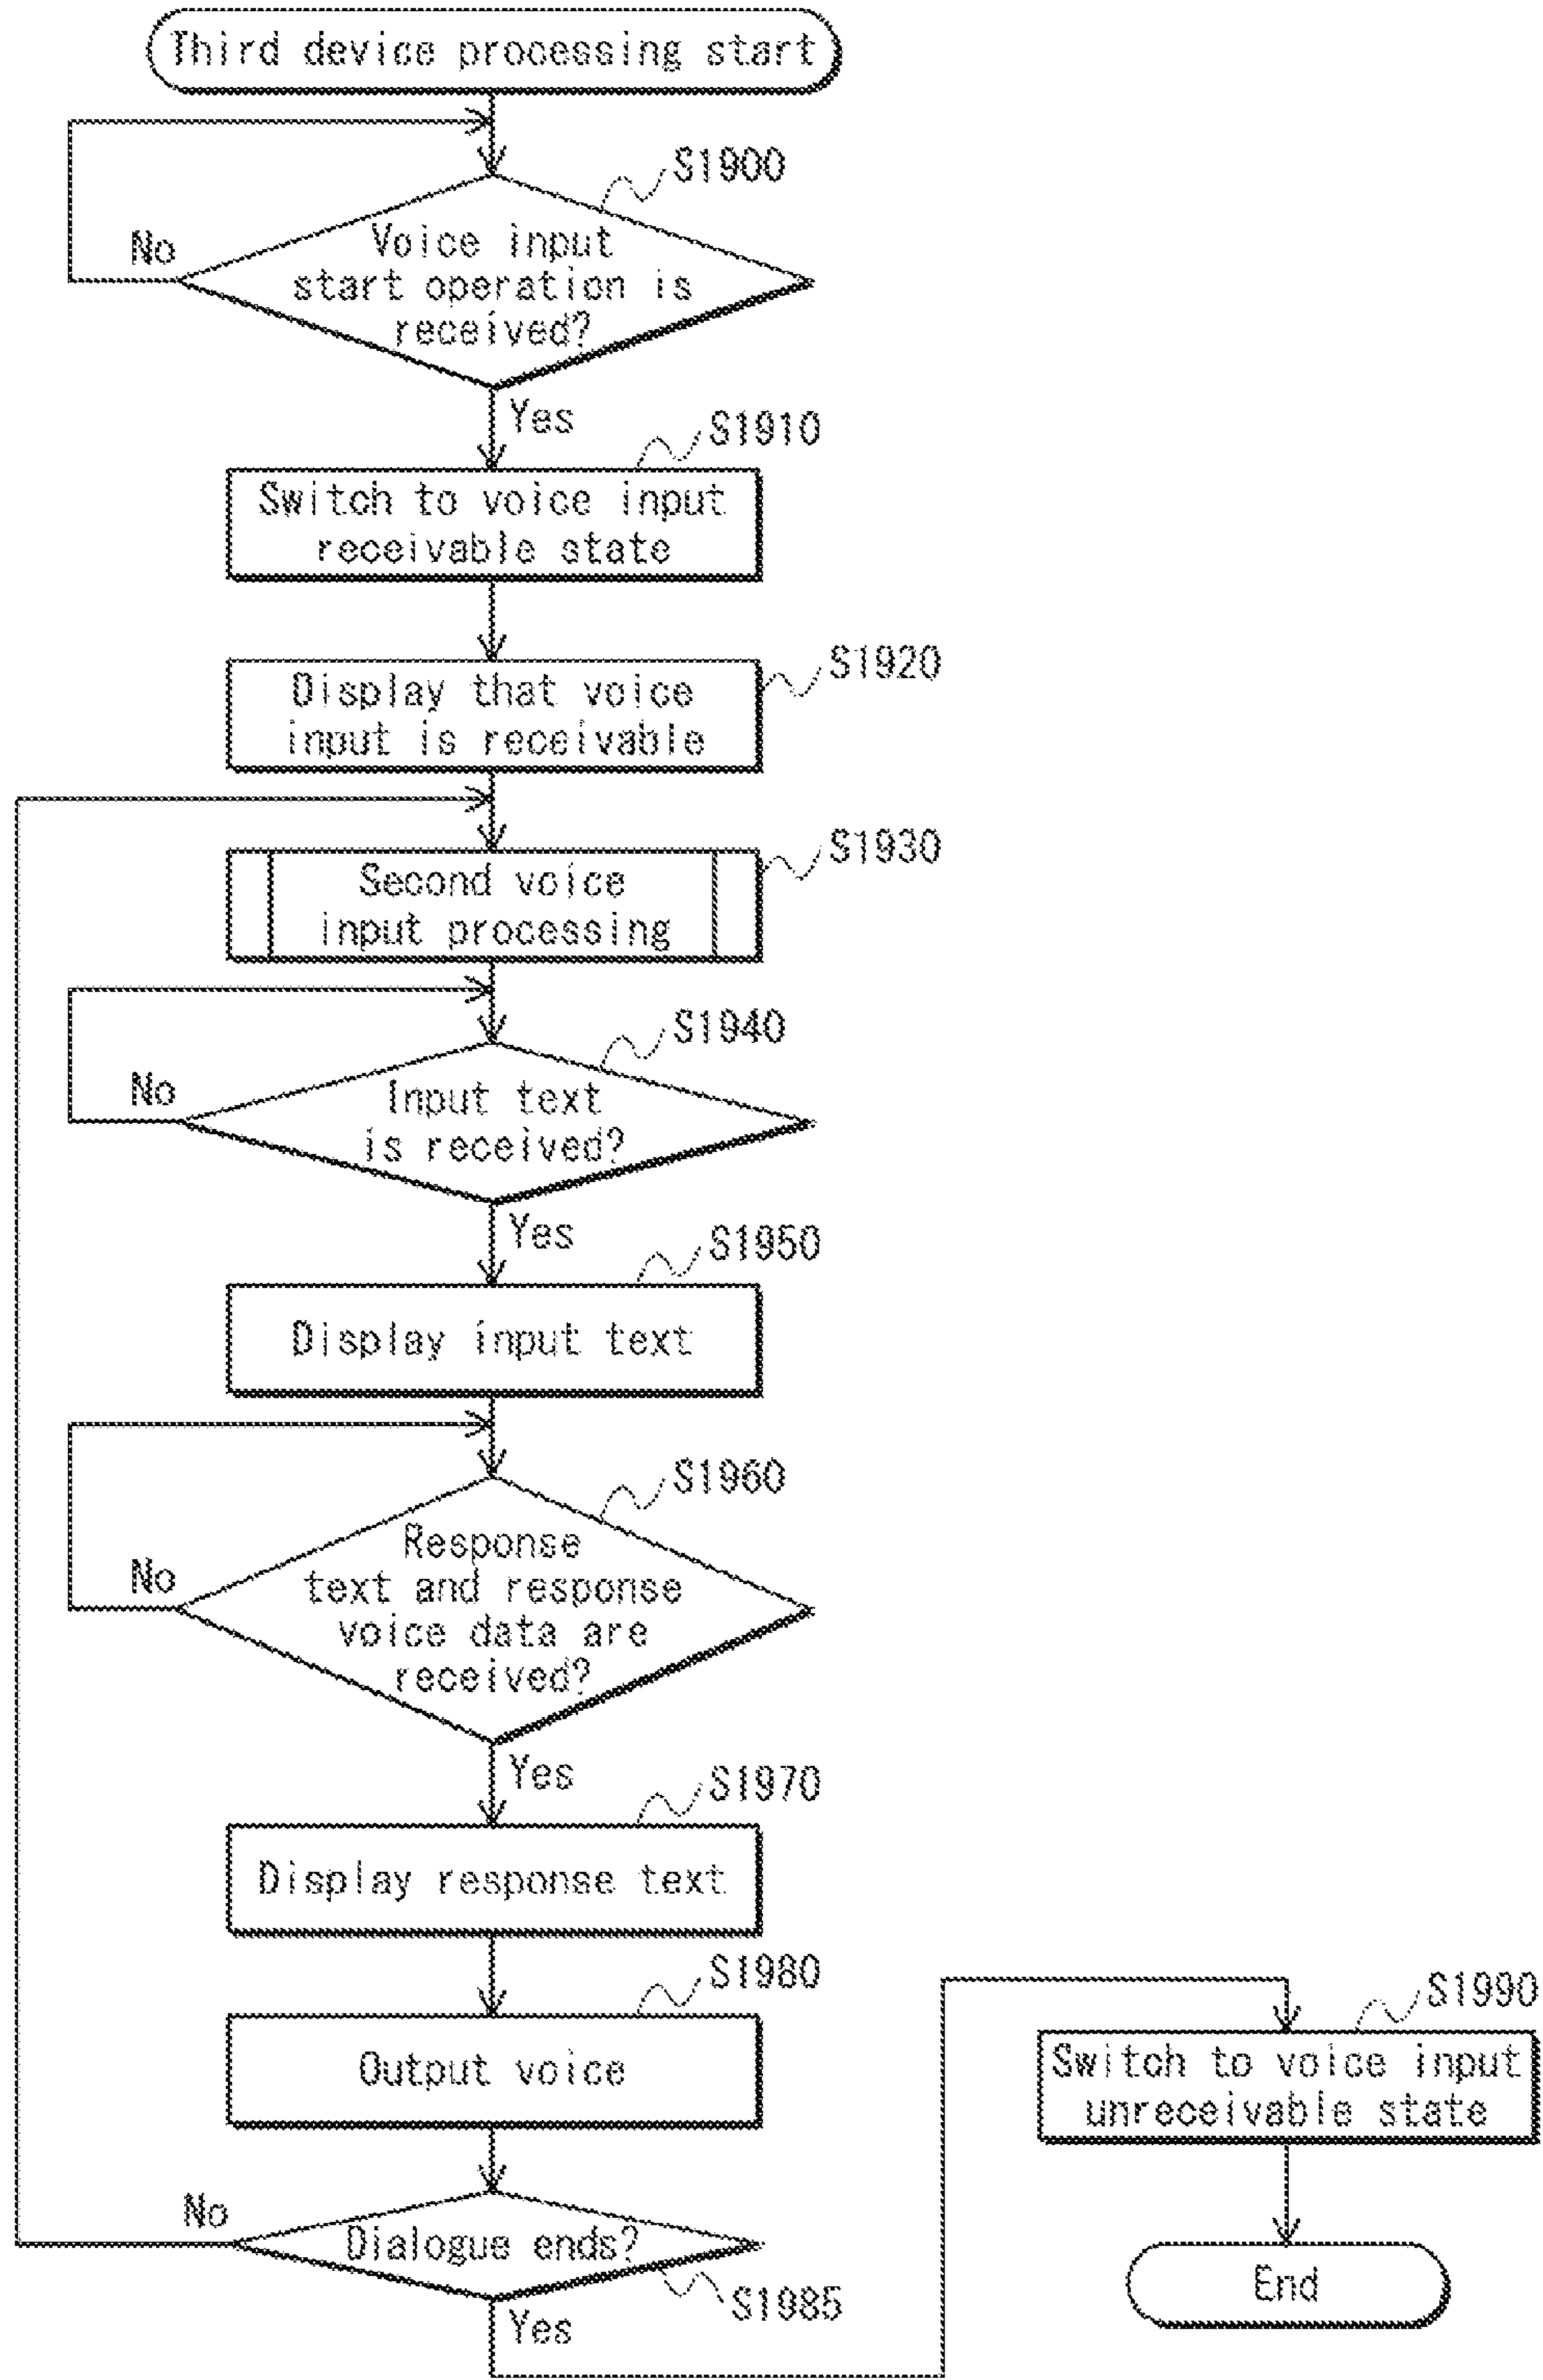 Third device processing start
S1900
No
Voice input
start operation is
received?
Yes
S1910
Switch to voice input
receivable state
S1920
Display that voice
input is receivable
S1930
Second voice
input processing
S1940
No
Input text
is received?
Yes
S1950
Display input text
S1960
No
Response
text and response
voice data are
received?
Yes
S1970
Display response text
S1980
Output voice
No
Dialogue ends?
S1985
Yes
S1990
Switch to voice input
unreceivable state
End